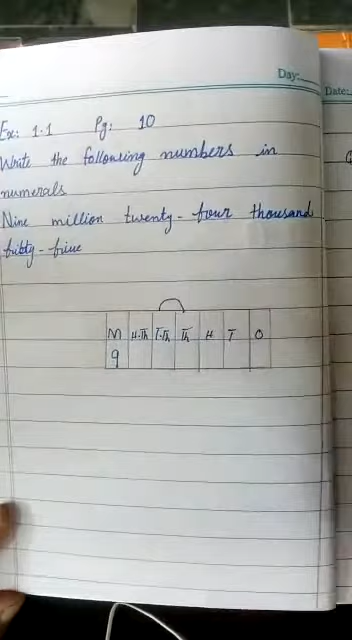 Day:
Date:
Ex: 1.1 Pg: 10
Write the following numbers in
numerals
Nine million twenty-four thousand
fifty-five
M H.Th T.Th Th H T O
9